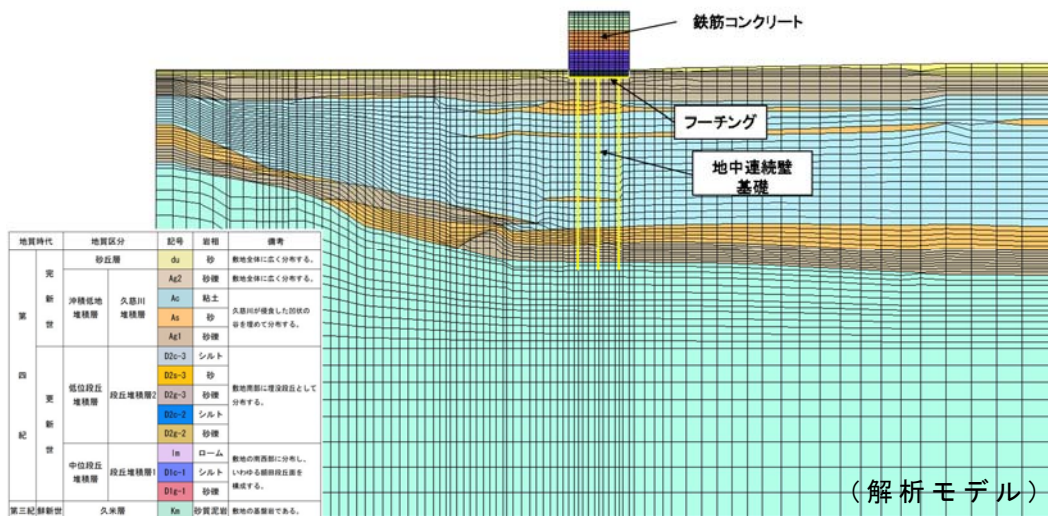 鉄筋コンクリート
フーチング
地中連続壁
基礎
地質時代 地質区分 記号 岩相 備考
第四紀 完新世 砂丘層 du 砂 敷地全体に広く分布する。
沖積低地堆積層 久慈川堆積層 Ag2 砂礫 敷地全体に広く分布する。
Ac 粘土 久慈川が侵食した凹状の
As 砂 谷を埋めて分布する。
Ag1 砂礫
更新世 低位段丘堆積層 段丘堆積層2 D2c-3 シルト 敷地南部に埋没段丘として
D2s-3 砂 分布する。
D2g-3 砂礫
D2c-2 シルト
D2g-2 砂礫
中位段丘堆積層 段丘堆積層1 lm ローム 敷地の南西部に分布し、
D1c-1 シルト いわゆる額田段丘面を
D1g-1 砂礫 構成する。
第三紀 鮮新世 久米層 Km 砂質泥岩 敷地の基盤岩である。
(解析モデル)